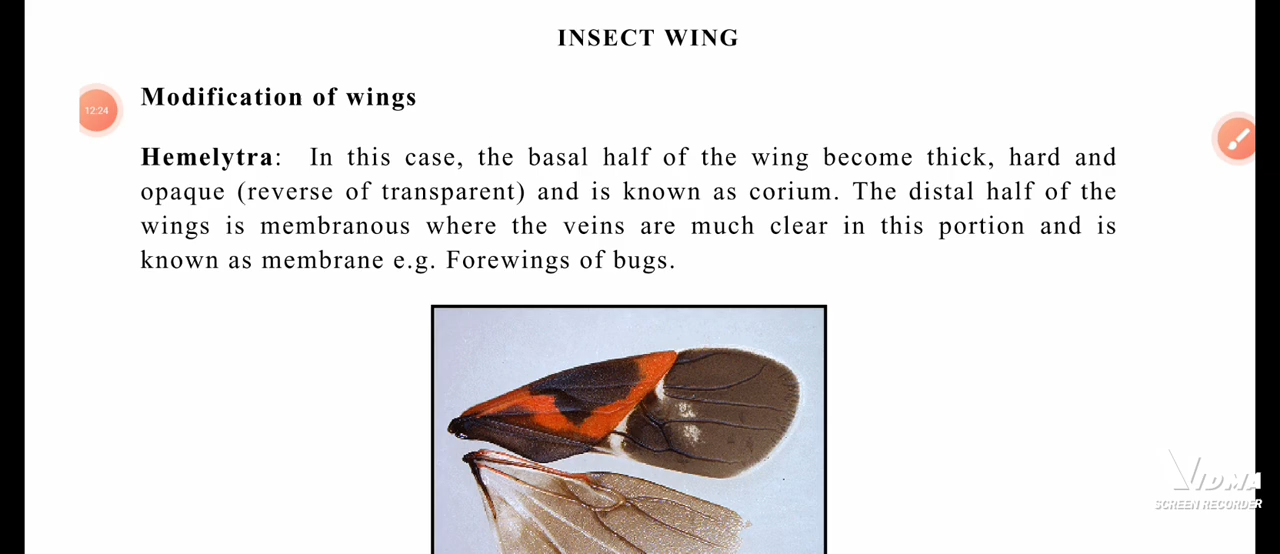 INSECT WING
Modification of wings
12:24
Hemelytra: In this case, the basal half of the wing become thick, hard and
opaque (reverse of transparent) and is known as corium. The distal half of the
wings is membranous where the veins are much clear in this portion and is
known as membrane e.g. Forewings of bugs.
VIDMA
SCREEN RECORDER